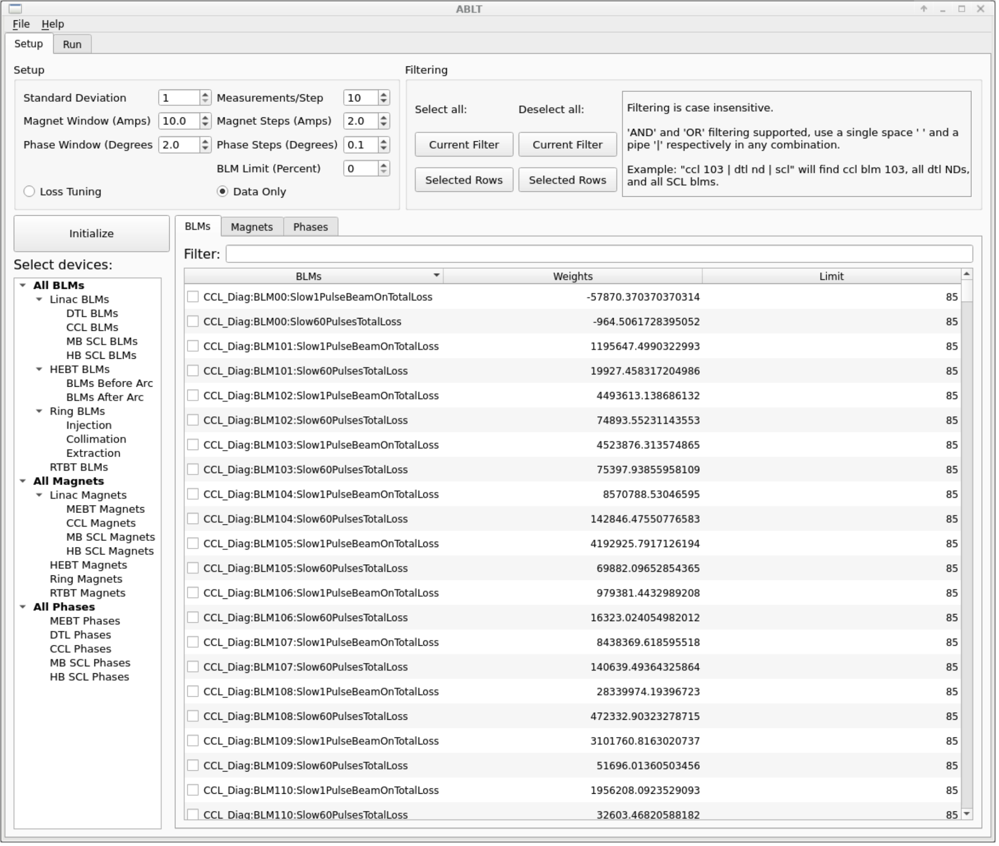 ABLT
File Help
Setup Run
Setup
Standard Deviation 1 Measurements/Step 10
Magnet Window (Amps) 10.0 Magnet Steps (Amps) 2.0
Phase Window (Degrees 2.0 Phase Steps (Degrees) 0.1
BLM Limit (Percent) 0
Loss Tuning Data Only
Filtering
Select all: Deselect all:
Current Filter Current Filter
Selected Rows Selected Rows
Filtering is case insensitive.
'AND' and 'OR' filtering supported, use a single space ' ' and a
pipe '|' respectively in any combination.
Example: "ccl 103 | dtl nd | scl" will find ccl blm 103, all dtl NDs,
and all SCL blms.
Initialize
Select devices:
All BLMs
Linac BLMs
DTL BLMs
CCL BLMs
MB SCL BLMs
HB SCL BLMs
HEBT BLMs
BLMs Before Arc
BLMs After Arc
Ring BLMs
Injection
Collimation
Extraction
RTBT BLMs
All Magnets
Linac Magnets
MEBT Magnets
CCL Magnets
MB SCL Magnets
HB SCL Magnets
HEBT Magnets
Ring Magnets
RTBT Magnets
All Phases
MEBT Phases
DTL Phases
CCL Phases
MB SCL Phases
HB SCL Phases
BLMs Magnets Phases
Filter:
BLMs Weights Limit
CCL_Diag:BLM00:Slow1PulseBeamOnTotalLoss -57870.370370370314 85
CCL_Diag:BLM00:Slow60PulsesTotalLoss -964.5061728395052 85
CCL_Diag:BLM101:Slow1PulseBeamOnTotalLoss 1195647.4990322993 85
CCL_Diag:BLM101:Slow60PulsesTotalLoss 19927.458317204986 85
CCL_Diag:BLM102:Slow1PulseBeamOnTotalLoss 4493613.138686132 85
CCL_Diag:BLM102:Slow60PulsesTotalLoss 74893.55231143553 85
CCL_Diag:BLM103:Slow1PulseBeamOnTotalLoss 4523876.313574865 85
CCL_Diag:BLM103:Slow60PulsesTotalLoss 75397.93855958109 85
CCL_Diag:BLM104:Slow1PulseBeamOnTotalLoss 8570788.53046595 85
CCL_Diag:BLM104:Slow60PulsesTotalLoss 142846.47550776583 85
CCL_Diag:BLM105:Slow1PulseBeamOnTotalLoss 4192925.7917126194 85
CCL_Diag:BLM105:Slow60PulsesTotalLoss 69882.09652854365 85
CCL_Diag:BLM106:Slow1PulseBeamOnTotalLoss 979381.4432989208 85
CCL_Diag:BLM106:Slow60PulsesTotalLoss 16323.024054982012 85
CCL_Diag:BLM107:Slow1PulseBeamOnTotalLoss 8438369.618595518 85
CCL_Diag:BLM107:Slow60PulsesTotalLoss 140639.49364325864 85
CCL_Diag:BLM108:Slow1PulseBeamOnTotalLoss 28339974.19396723 85
CCL_Diag:BLM108:Slow60PulsesTotalLoss 472332.90323278715 85
CCL_Diag:BLM109:Slow1PulseBeamOnTotalLoss 3101760.8163020737 85
CCL_Diag:BLM109:Slow60PulsesTotalLoss 51696.01360503456 85
CCL_Diag:BLM110:Slow1PulseBeamOnTotalLoss 1956208.0923529093 85
CCL_Diag:BLM110:Slow60PulsesTotalLoss 32603.46820588182 85